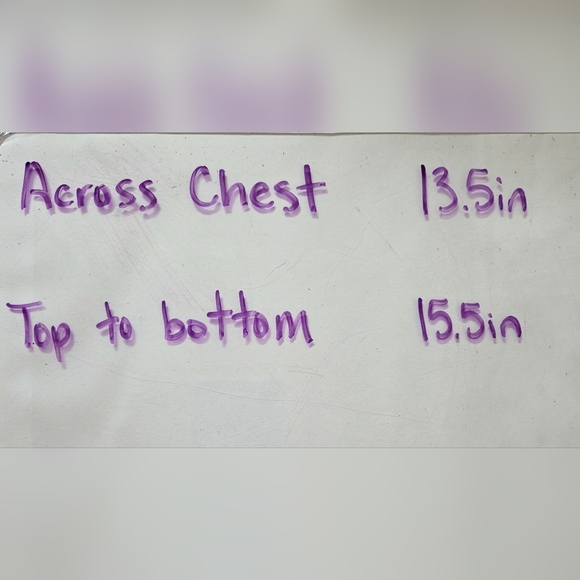 Across Chest 13.5in
Top to bottom 15.5in